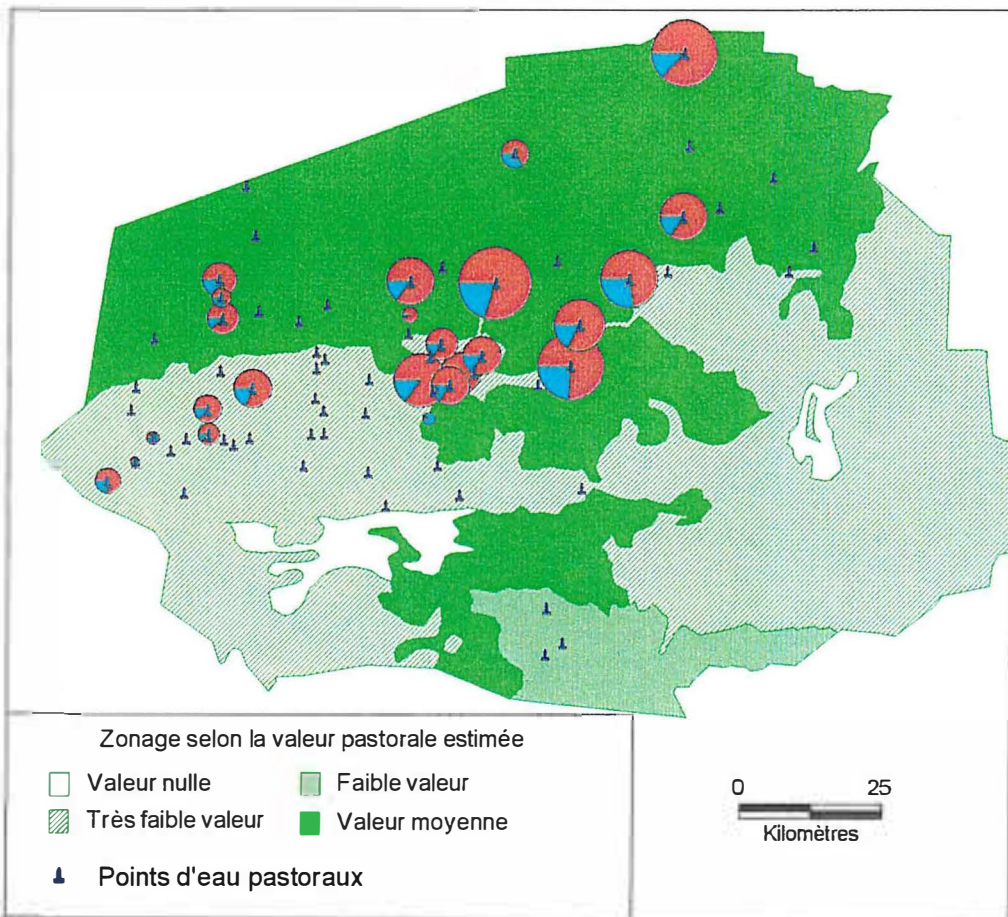 Zonage selon la valeur pastorale estimée
Valeur nulle
Faible valeur
Très faible valeur
Valeur moyenne
Points d'eau pastoraux
0 25
Kilomètres